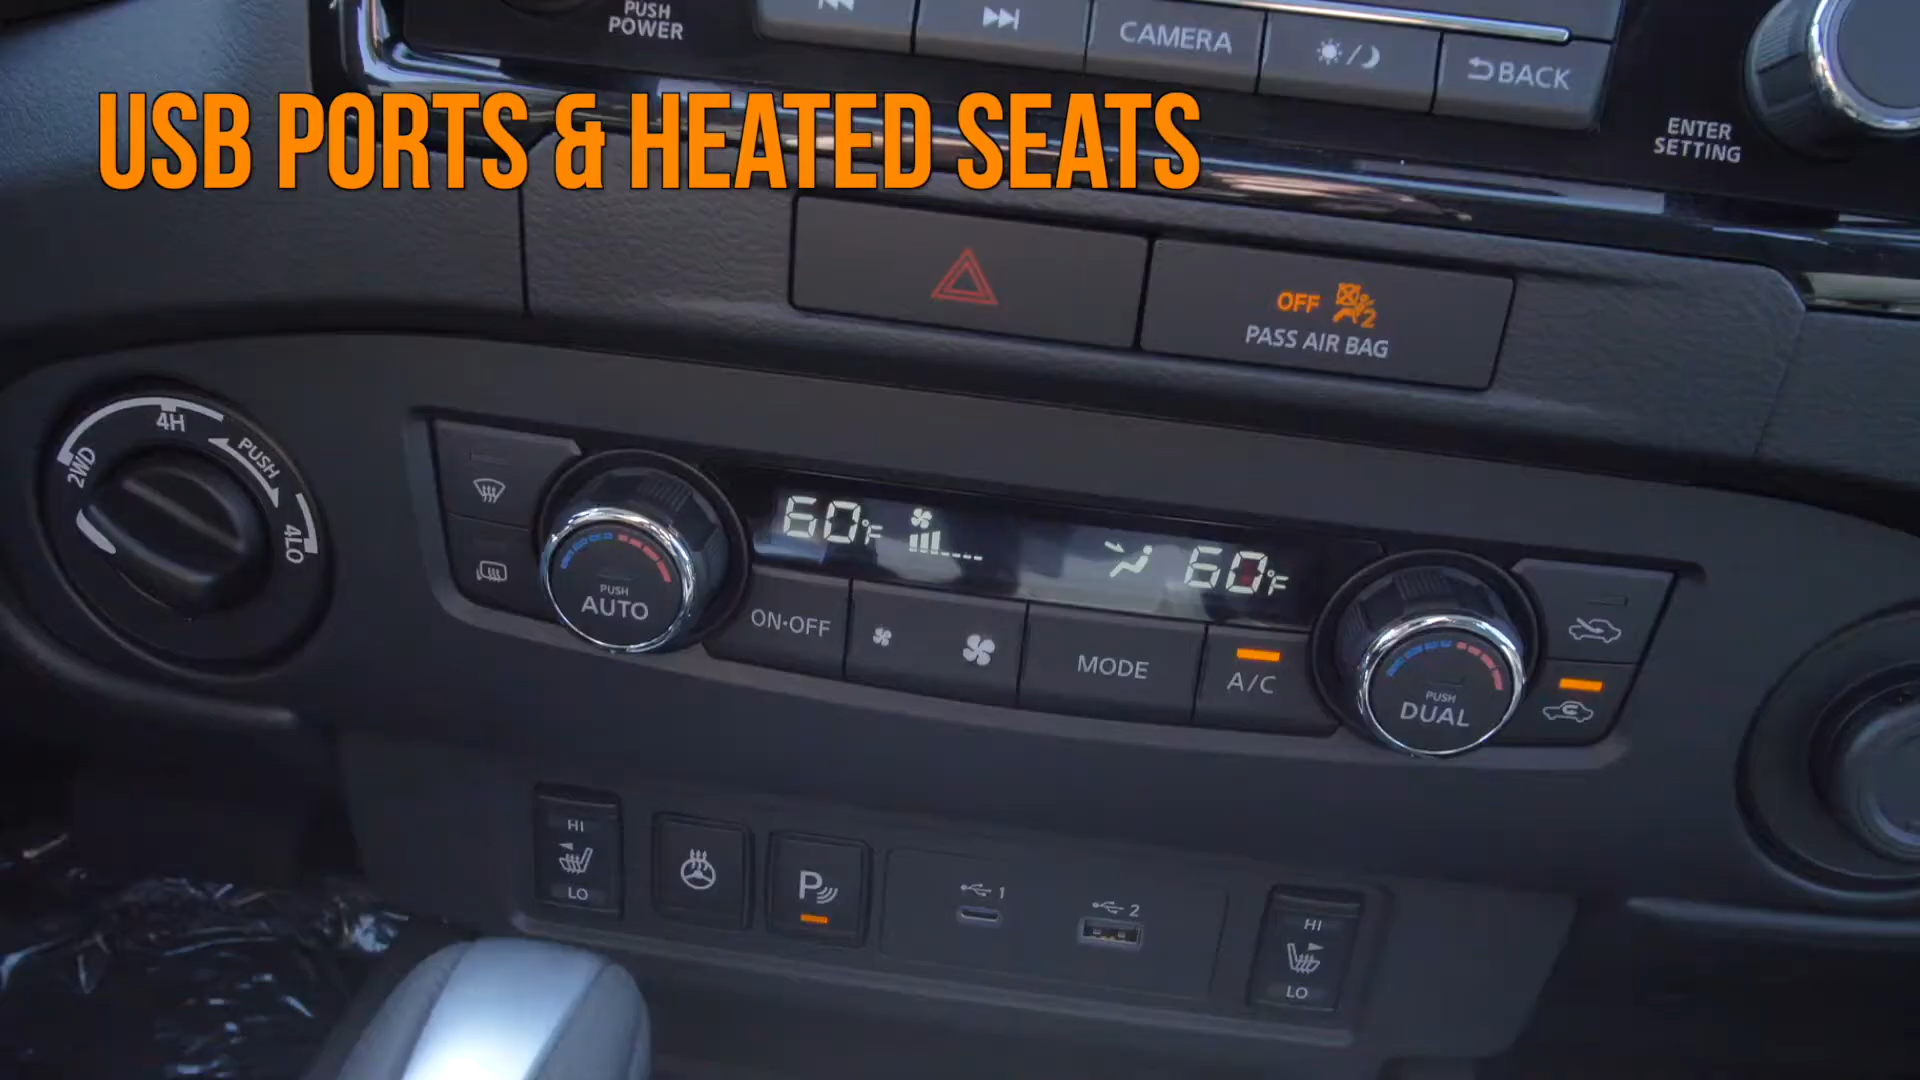 PUSH
POWER
CAMERA
BACK
ENTER
SETTING
USB PORTS & HEATED SEATS
OFF 2
PASS AIR BAG
2WD
4H
PUSH
4LO
60°F
60°F
PUSH
AUTO
ON·OFF
MODE
A/C
PUSH
DUAL
HI
LO
P
1
2
HI
LO